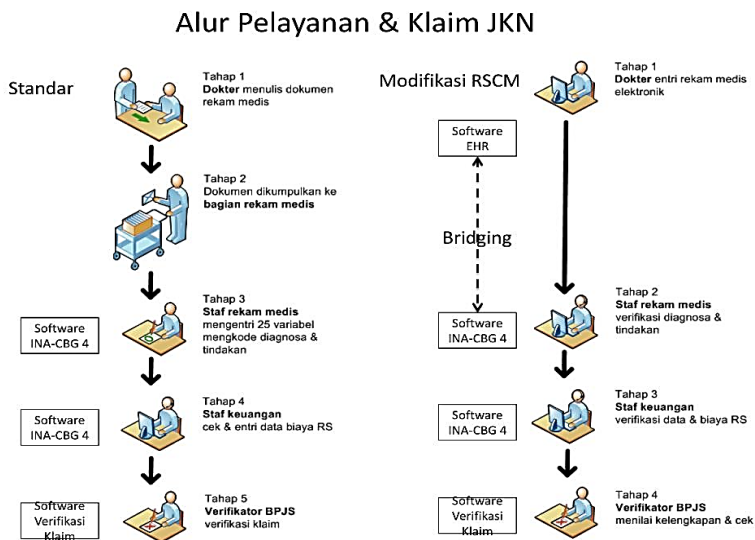 Alur Pelayanan & Klaim JKN
Standar
Tahap 1
Dokter menulis dokumen
rekam medis
Tahap 2
Dokumen dikumpulkan ke
bagian rekam medis
Tahap 3
Staf rekam medis
mengentri 25 variabel
mengkode diagnosa &
tindakan
Software
INA-CBG 4
Tahap 4
Staf keuangan
cek & entri data biaya RS
Software
INA-CBG 4
Tahap 5
Verifikator BPJS
verifikasi klaim
Software
Verifikasi
Klaim
Modifikasi RSCM
Tahap 1
Dokter entri rekam medis
elektronik
Software
EHR
Bridging
Tahap 2
Staf rekam medis
verifikasi diagnosa &
tindakan
Software
INA-CBG 4
Tahap 3
Staf keuangan
verifikasi data & biaya RS
Software
INA-CBG 4
Tahap 4
Verifikator BPJS
menilai kelengkapan & cek
Software
Verifikasi
Klaim